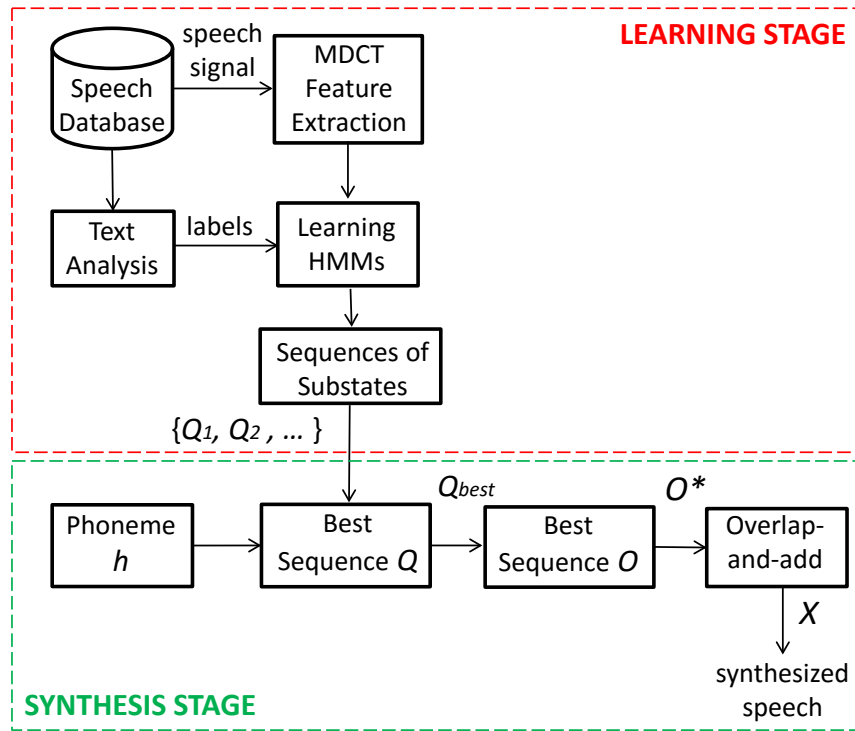 LEARNING STAGE
speech
signal
Speech
Database
MDCT
Feature
Extraction
Text
Analysis
labels
Learning
HMMs
Sequences of
Substates
{Q1, Q2 , ... }
Phoneme
h
Best
Sequence Q
Qbest
Best
Sequence O
O*
Overlap-
and-add
X
synthesized
speech
SYNTHESIS STAGE